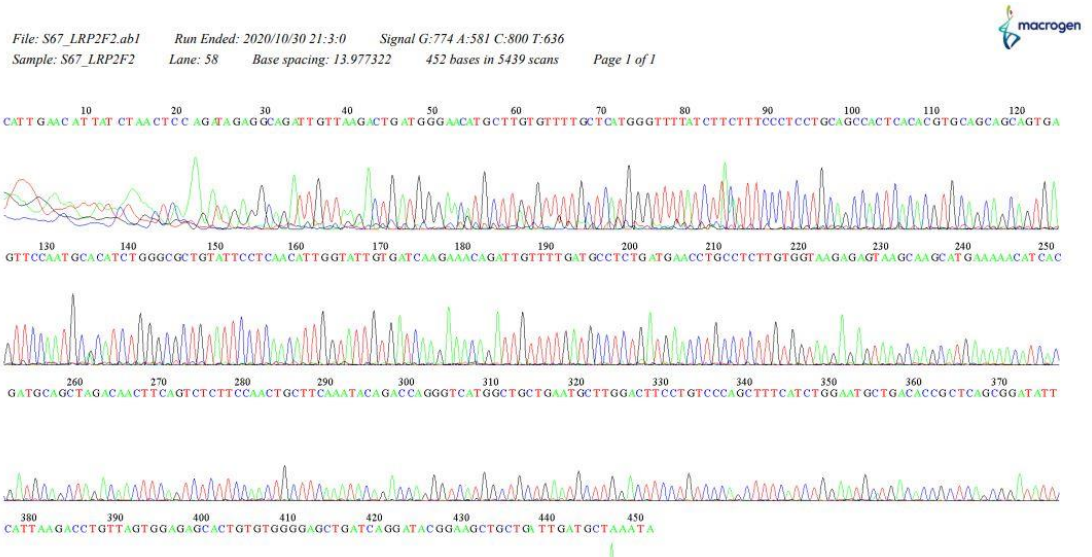 macrogen
File: S67_LRP2F2.ab1 Run Ended: 2020/10/30 21:3:0 Signal G:774 A:581 C:800 T:636
Sample: S67_LRP2F2 Lane: 58 Base spacing: 13.977322 452 bases in 5439 scans Page 1 of 1
10 20 30 40 50 60 70 80 90 100 110 120
CATTGAACATTATCTAACTCCAGATAGAGGCAGATTGTTAAGACTGATGGGAACATGCTTGTGTTTTGCTCATGGGTTTTATCTTCTTTCCCTCCTGCAGCCACTCACACGTGCAGCAGCAGTGA
130 140 150 160 170 180 190 200 210 220 230 240 250
GTTCCAATGCACATCTGGGCGCTGTATTCCTCAACATTGGTATTGTGATCAAGAAACAGATTGTTTTGATGCCTCTGATGAACCTGCCTCTTGTGGTAAGAGAGTAAGCAAGCATGAAAAACATCAC
260 270 280 290 300 310 320 330 340 350 360 370
GATGCAGCTAGACAACTTCAGTCTCTTCCAACTGCTTCAAATACAGACCAGGGTCATGGCTGCTGAATGCTTGGACTTCCTGTCCCAGCTTTCATCTGGAATGCTGACACCGCTCAGCGGATATT
380 390 400 410 420 430 440 450
CATTAAGACCTGTTAGTGGAGAGCACTGTGTGGGGAGCTGATCAGGATACGGAAGCTGCTGATTGATGCTAAATA